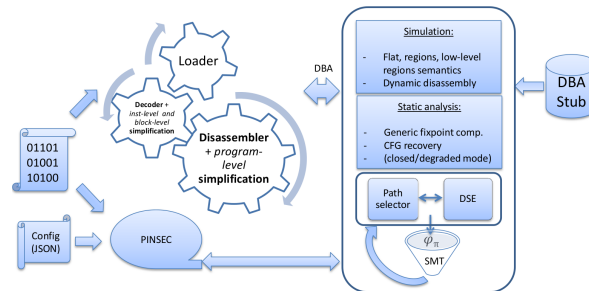 Loader
Decoder +
inst-level and
block-level
simplification
Disassembler
+ program-
level
simplification
01101
01001
10100
Config
(JSON)
PINSEC
DBA
Simulation:
- Flat, regions, low-level
regions semantics
- Dynamic disassembly
Static analysis:
- Generic fixpoint comp.
- CFG recovery
- (closed/degraded mode)
Path
selector
DSE
φπ
SMT
DBA
Stub